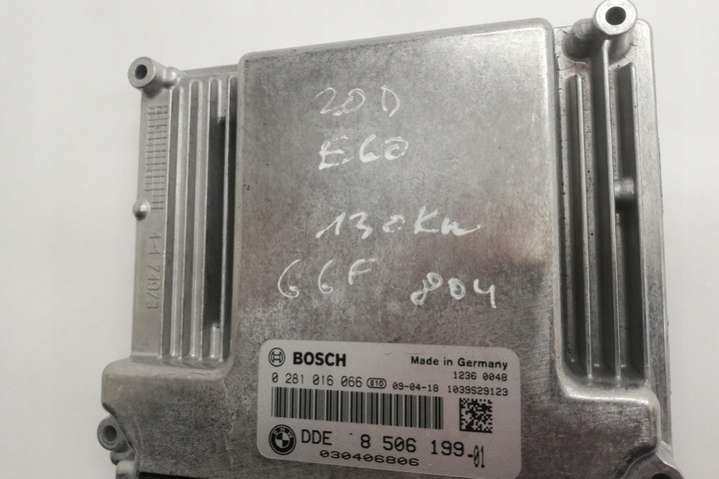 20D
E60
130Kw
66F 804
BOSCH Made in Germany
1236 0048
0 281 016 066 09-04-18 1039S29123
DDE 8 506 199-01
030406806